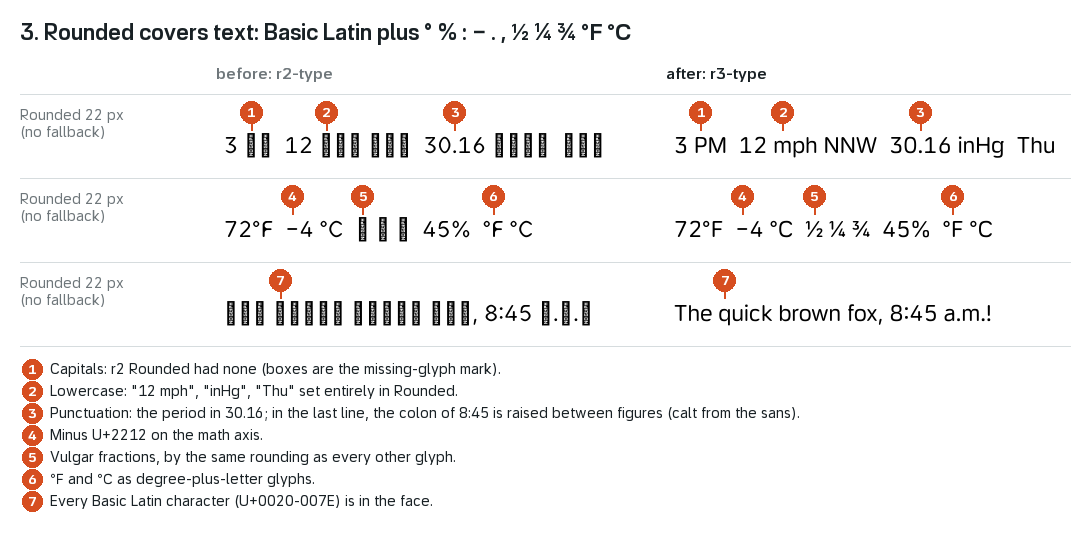 3. Rounded covers text: Basic Latin plus ° % : − . , ½ ¼ ¾ °F °C
before: r2-type after: r3-type
Rounded 22 px
(no fallback)
1 2 3 1 2 3
3 12 30.16 3 PM 12 mph NNW 30.16 inHg Thu
Rounded 22 px
(no fallback)
4 5 6 4 5 6
72°F −4 °C 45% °F °C 72°F −4 °C ½ ¼ ¾ 45% °F °C
Rounded 22 px
(no fallback)
7 7
, 8:45 . . The quick brown fox, 8:45 a.m.!
1 Capitals: r2 Rounded had none (boxes are the missing-glyph mark).
2 Lowercase: "12 mph", "inHg", "Thu" set entirely in Rounded.
3 Punctuation: the period in 30.16; in the last line, the colon of 8:45 is raised between figures (calt from the sans).
4 Minus U+2212 on the math axis.
5 Vulgar fractions, by the same rounding as every other glyph.
6 °F and °C as degree-plus-letter glyphs.
7 Every Basic Latin character (U+0020-007E) is in the face.